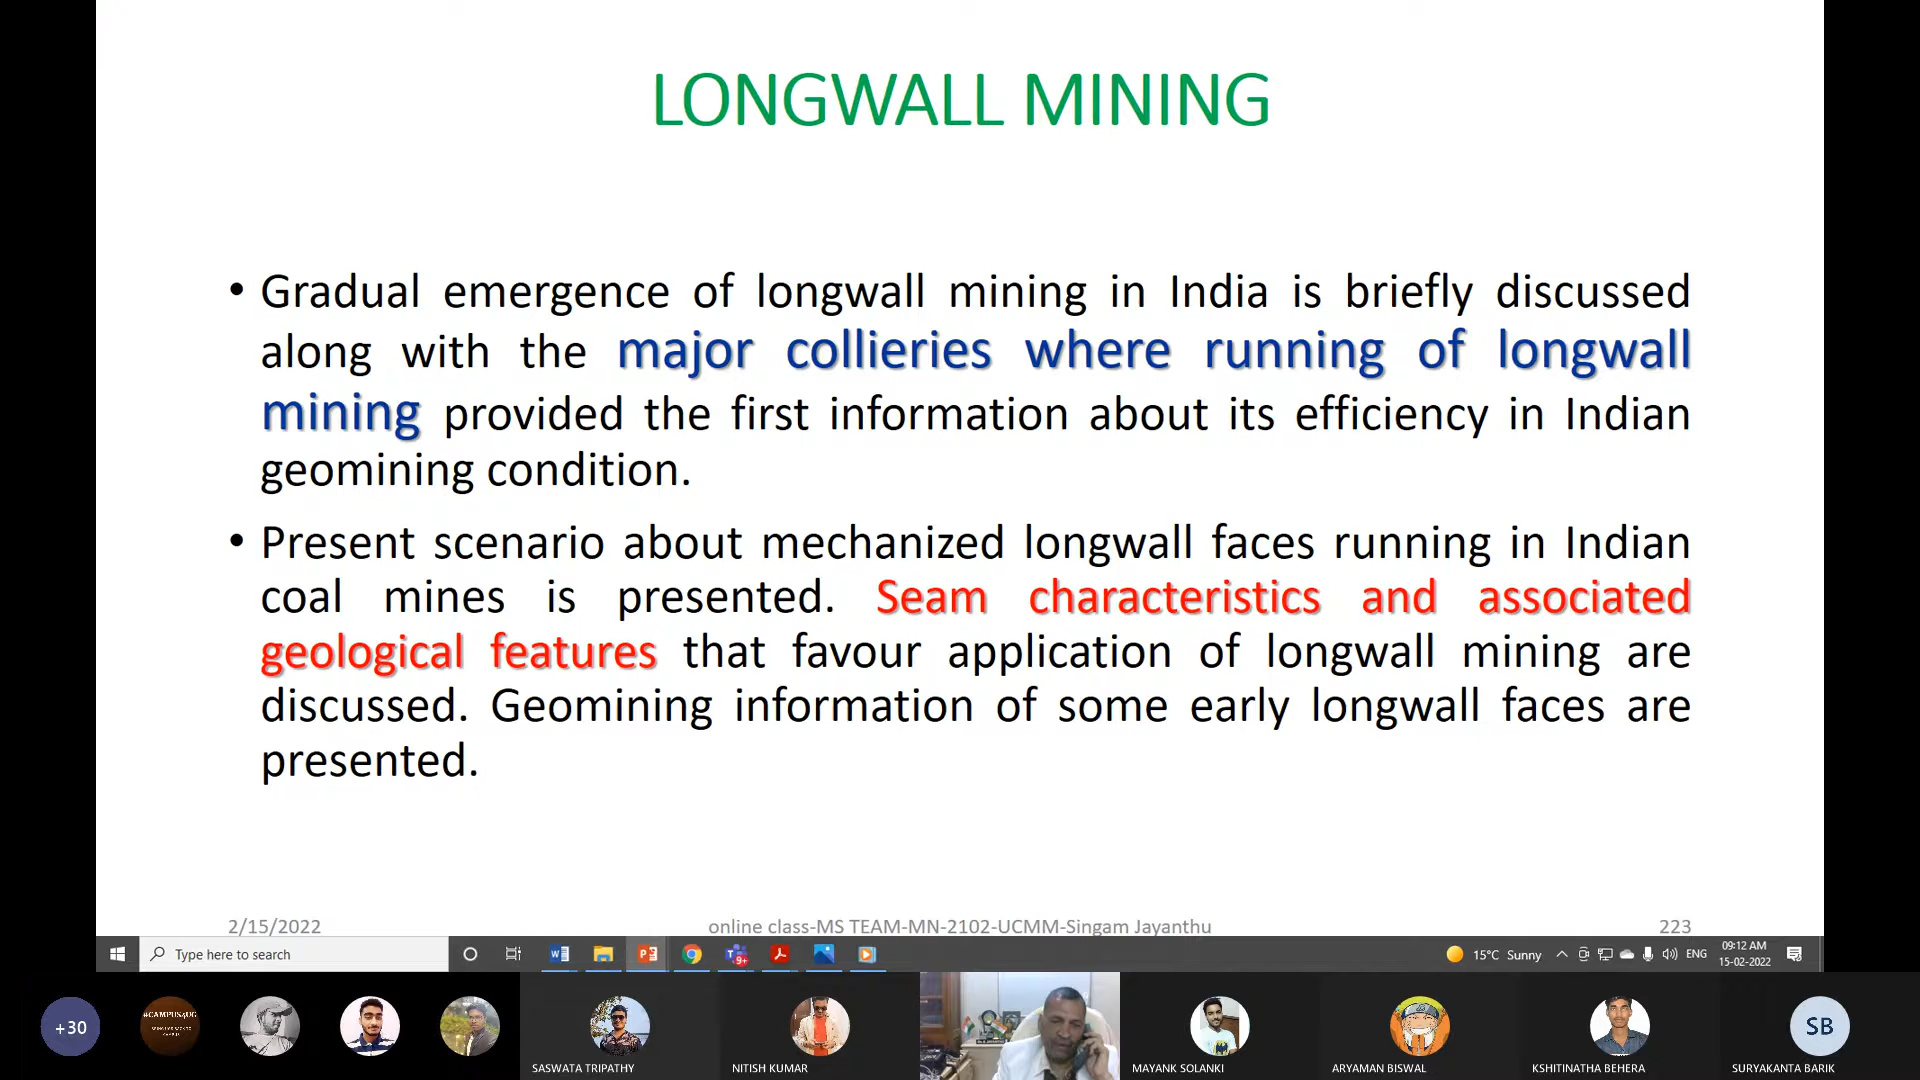 LONGWALL MINING
• Gradual emergence of longwall mining in India is briefly discussed
along with the major collieries where running of longwall
mining provided the first information about its efficiency in Indian
geomining condition.
• Present scenario about mechanized longwall faces running in Indian
coal mines is presented. Seam characteristics and associated
geological features that favour application of longwall mining are
discussed. Geomining information of some early longwall faces are
presented.
2/15/2022 online class-MS TEAM-MN-2102-UCMM-Singam Jayanthu 223
Type here to search 15°C Sunny ENG 09:12 AM
15-02-2022
+30 #CAMPUS4UG SB
SASWATA TRIPATHY NITISH KUMAR MAYANK SOLANKI ARYAMAN BISWAL KSHITINATHA BEHERA SURYAKANTA BARIK